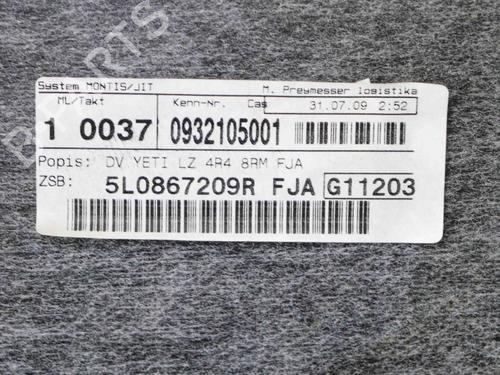 System MONTIS/JIT M. Preymesser logistika
ML/Takt Kenn-Nr. Cas 31.07.09 2:52
1 0037 0932105001
Popis: DV YETI LZ 4R4 8RM FJA
ZSB: 5L0867209R FJA G11203